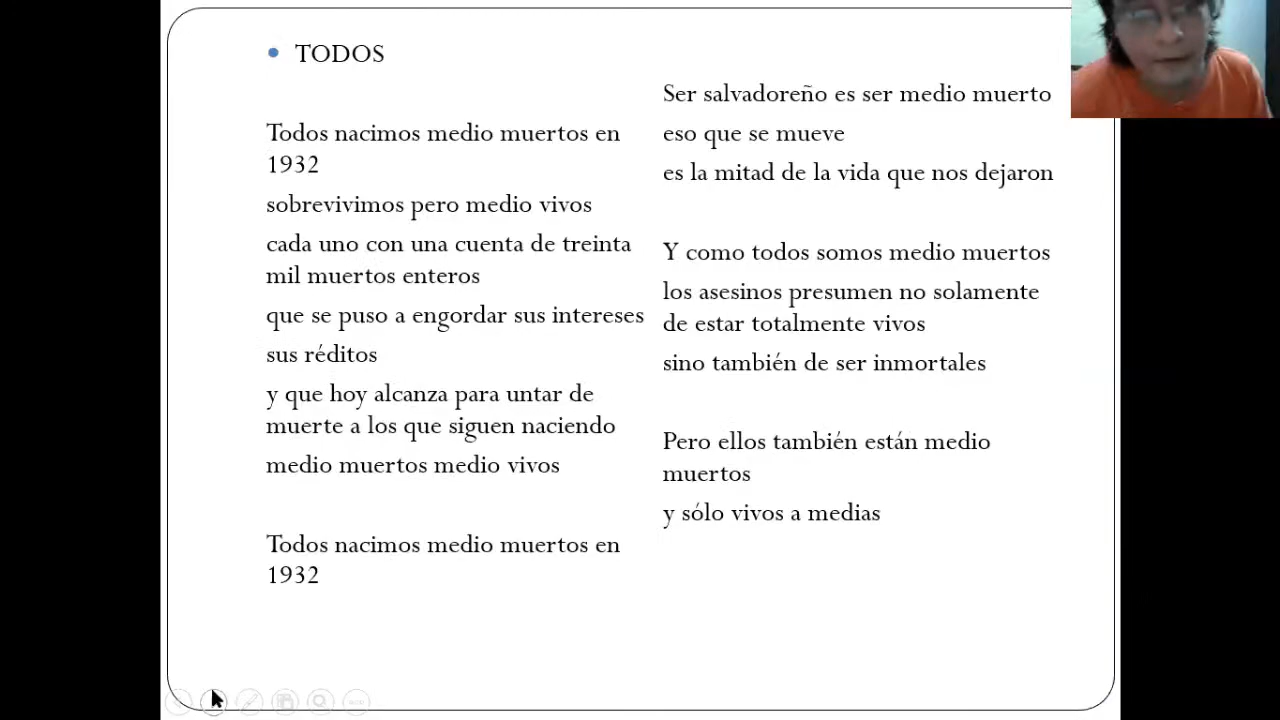 TODOS
Todos nacimos medio muertos en
1932
sobrevivimos pero medio vivos
cada uno con una cuenta de treinta
mil muertos enteros
que se puso a engordar sus intereses
sus réditos
y que hoy alcanza para untar de
muerte a los que siguen naciendo
medio muertos medio vivos
Todos nacimos medio muertos en
1932
Ser salvadoreño es ser medio muerto
eso que se mueve
es la mitad de la vida que nos dejaron
Y como todos somos medio muertos
los asesinos presumen no solamente
de estar totalmente vivos
sino también de ser inmortales
Pero ellos también están medio
muertos
y sólo vivos a medias